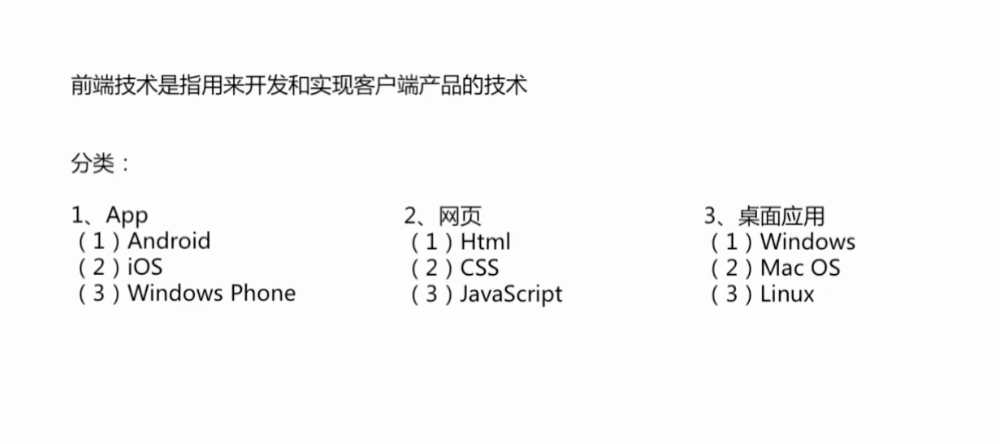 前端技术是指用来开发和实现客户端产品的技术
分类：
1、App
（1）Android
（2）iOS
（3）Windows Phone
2、网页
（1）Html
（2）CSS
（3）JavaScript
3、桌面应用
（1）Windows
（2）Mac OS
（3）Linux